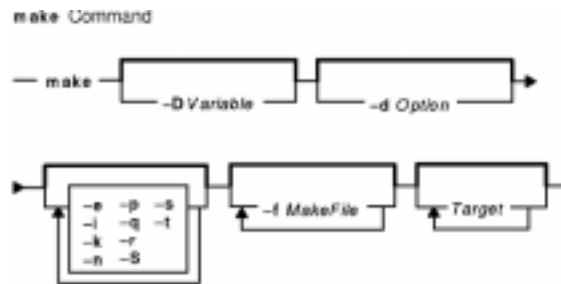 make Command
make
–D Variable
–d Option
–e –p –s
–i –q –t
–k –r
–n –S
–f MakeFile
Target